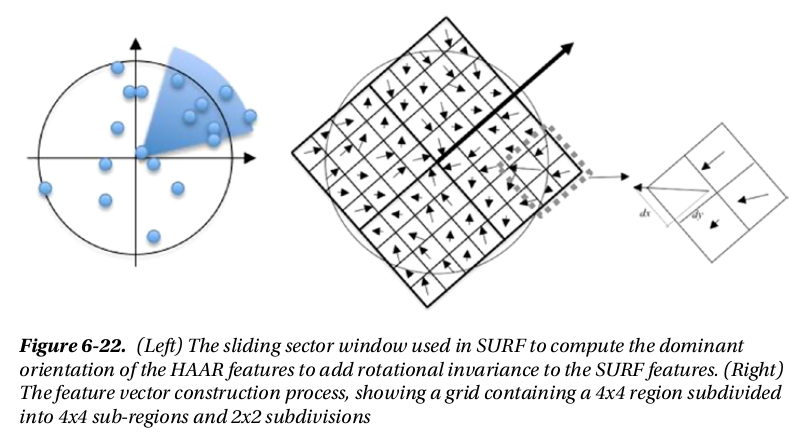 dx
dy
Figure 6-22. (Left) The sliding sector window used in SURF to compute the dominant
orientation of the HAAR features to add rotational invariance to the SURF features. (Right)
The feature vector construction process, showing a grid containing a 4x4 region subdivided
into 4x4 sub-regions and 2x2 subdivisions